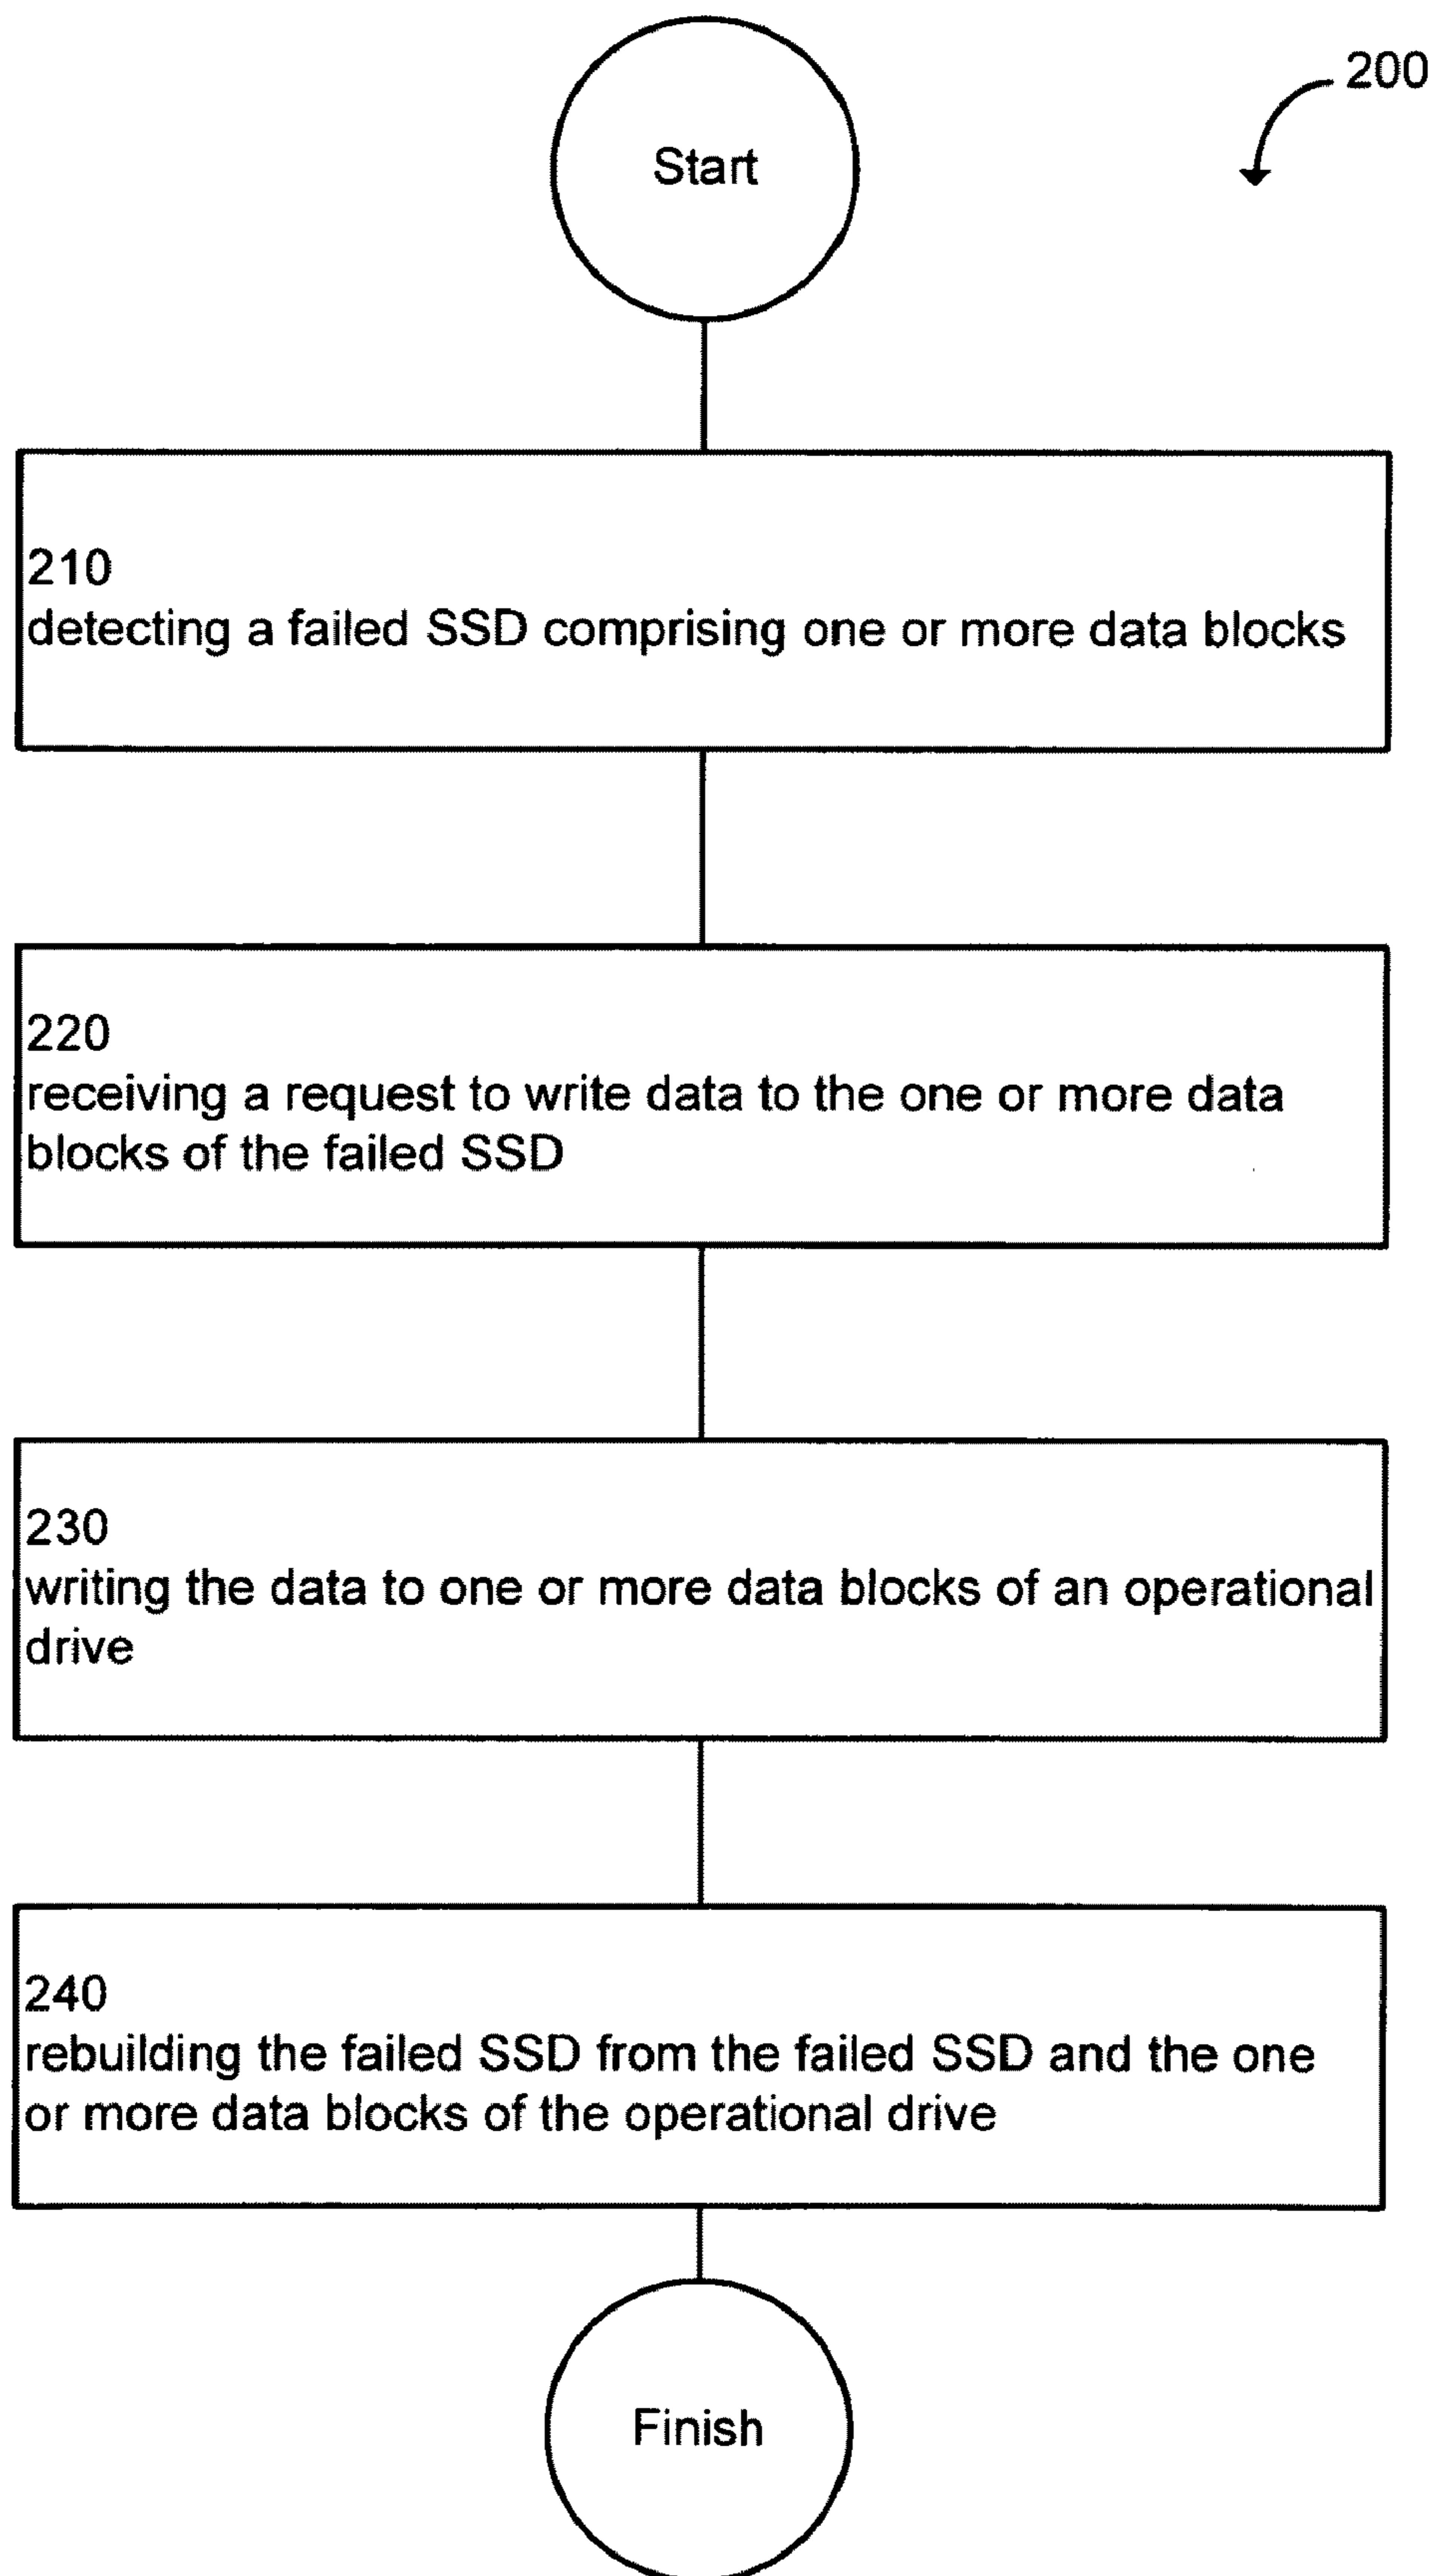 200
Start
210
detecting a failed SSD comprising one or more data blocks
220
receiving a request to write data to the one or more data
blocks of the failed SSD
230
writing the data to one or more data blocks of an operational
drive
240
rebuilding the failed SSD from the failed SSD and the one
or more data blocks of the operational drive
Finish